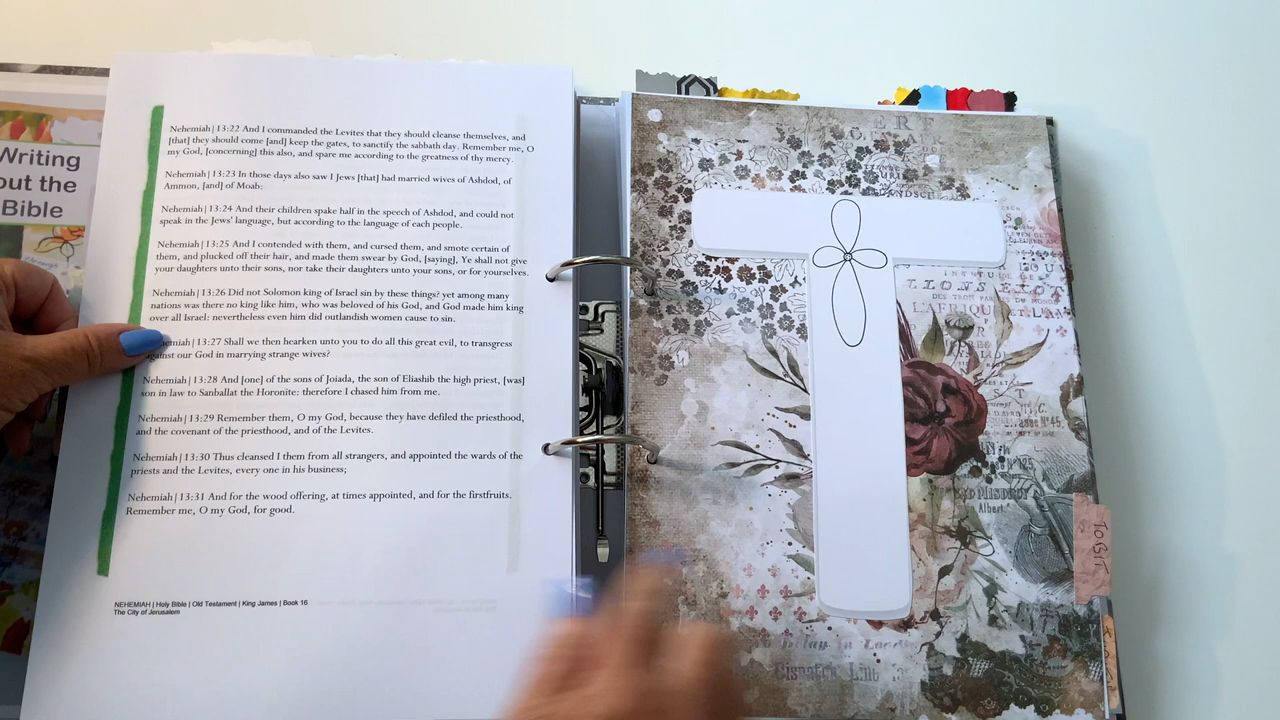 Writing
out the
Bible
through
Nehemiah | 13:22 And I commanded the Levites that they should cleanse themselves, and
[that] they should come [and] keep the gates, to sanctify the sabbath day. Remember me, O
my God, [concerning] this also, and spare me according to the greatness of thy mercy.
Nehemiah | 13:23 In those days also saw I Jews [that] had married wives of Ashdod, of
Ammon, [and] of Moab:
Nehemiah | 13:24 And their children spake half in the speech of Ashdod, and could not
speak in the Jews' language, but according to the language of each people.
Nehemiah | 13:25 And I contended with them, and cursed them, and smote certain of
them, and plucked off their hair, and made them swear by God, [saying], Ye shall not give
your daughters unto their sons, nor take their daughters unto your sons, or for yourselves.
Nehemiah | 13:26 Did not Solomon king of Israel sin by these things? yet among many
nations was there no king like him, who was beloved of his God, and God made him king
over all Israel: nevertheless even him did outlandish women cause to sin.
Nehemiah | 13:27 Shall we then hearken unto you to do all this great evil, to transgress
against our God in marrying strange wives?
Nehemiah | 13:28 And [one] of the sons of Joiada, the son of Eliashib the high priest, [was]
son in law to Sanballat the Horonite: therefore I chased him from me.
Nehemiah | 13:29 Remember them, O my God, because they have defiled the priesthood,
and the covenant of the priesthood, and of the Levites.
Nehemiah | 13:30 Thus cleansed I them from all strangers, and appointed the wards of the
priests and the Levites, every one in his business;
Nehemiah | 13:31 And for the wood offering, at times appointed, and for the firstfruits.
Remember me, O my God, for good.
NEHEMIAH | Holy Bible | Old Testament | King James | Book 16
The City of Jerusalem
T
TOBIT